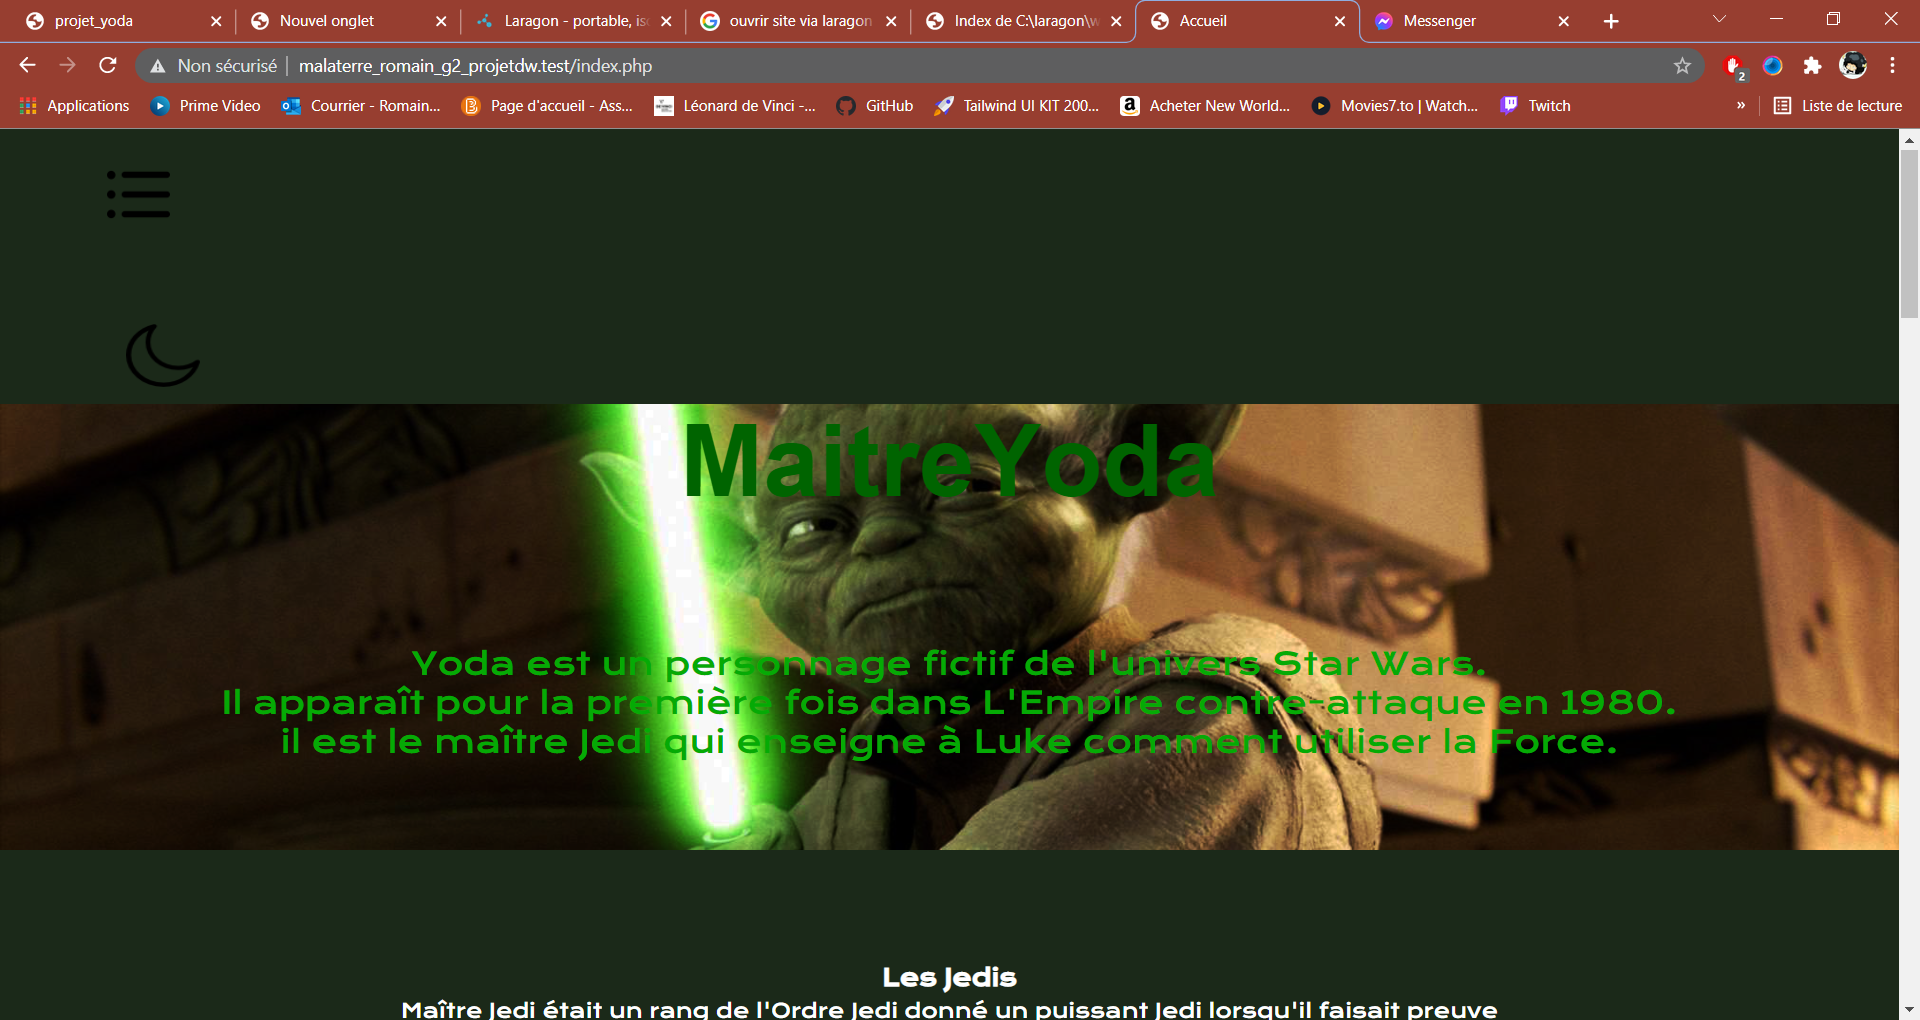 projet_yoda
Nouvel onglet
Laragon - portable, is
ouvrir site via laragon
Index de C:\laragon\w
Accueil
Messenger
Non sécurisé
malaterre_romain_g2_projetdw.test/index.php
2
Applications
Prime Video
Courrier - Romain...
Page d'accueil - Ass...
Léonard de Vinci -...
GitHub
Tailwind UI KIT 200...
Acheter New World...
Movies7.to | Watch...
Twitch
»
Liste de lecture
MaitreYoda
Yoda est un personnage fictif de l'univers Star Wars.
Il apparaît pour la première fois dans L'Empire contre-attaque en 1980.
il est le maître Jedi qui enseigne à Luke comment utiliser la Force.
Les Jedis
Maître Jedi était un rang de l'Ordre Jedi donné un puissant Jedi lorsqu'il faisait preuve